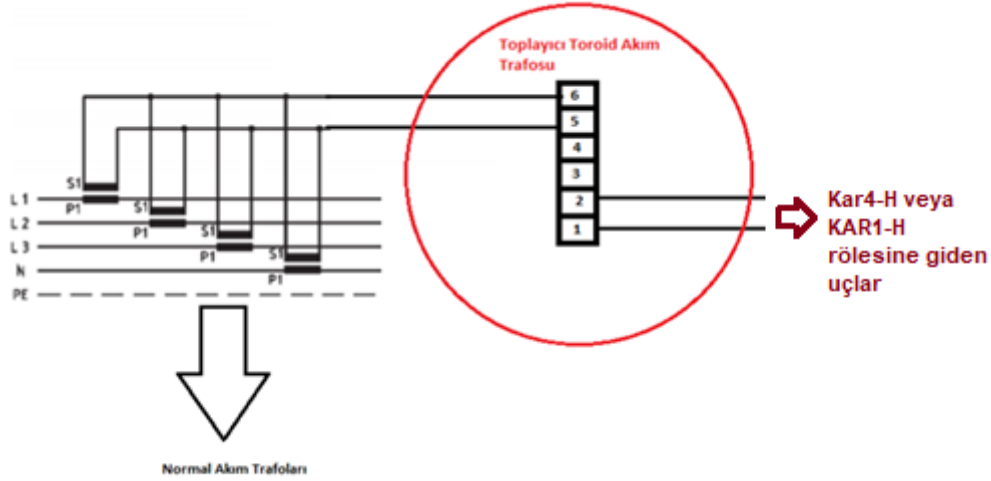 Toplayıcı Toroid Akım
Trafosu
6
5
4
3
2
1
S1
L 1
P1
S1
L 2
P1
S1
L 3
P1
S1
N
P1
PE
Kar4-H veya
KAR1-H
rölesine giden
uçlar
Normal Akım Trafoları